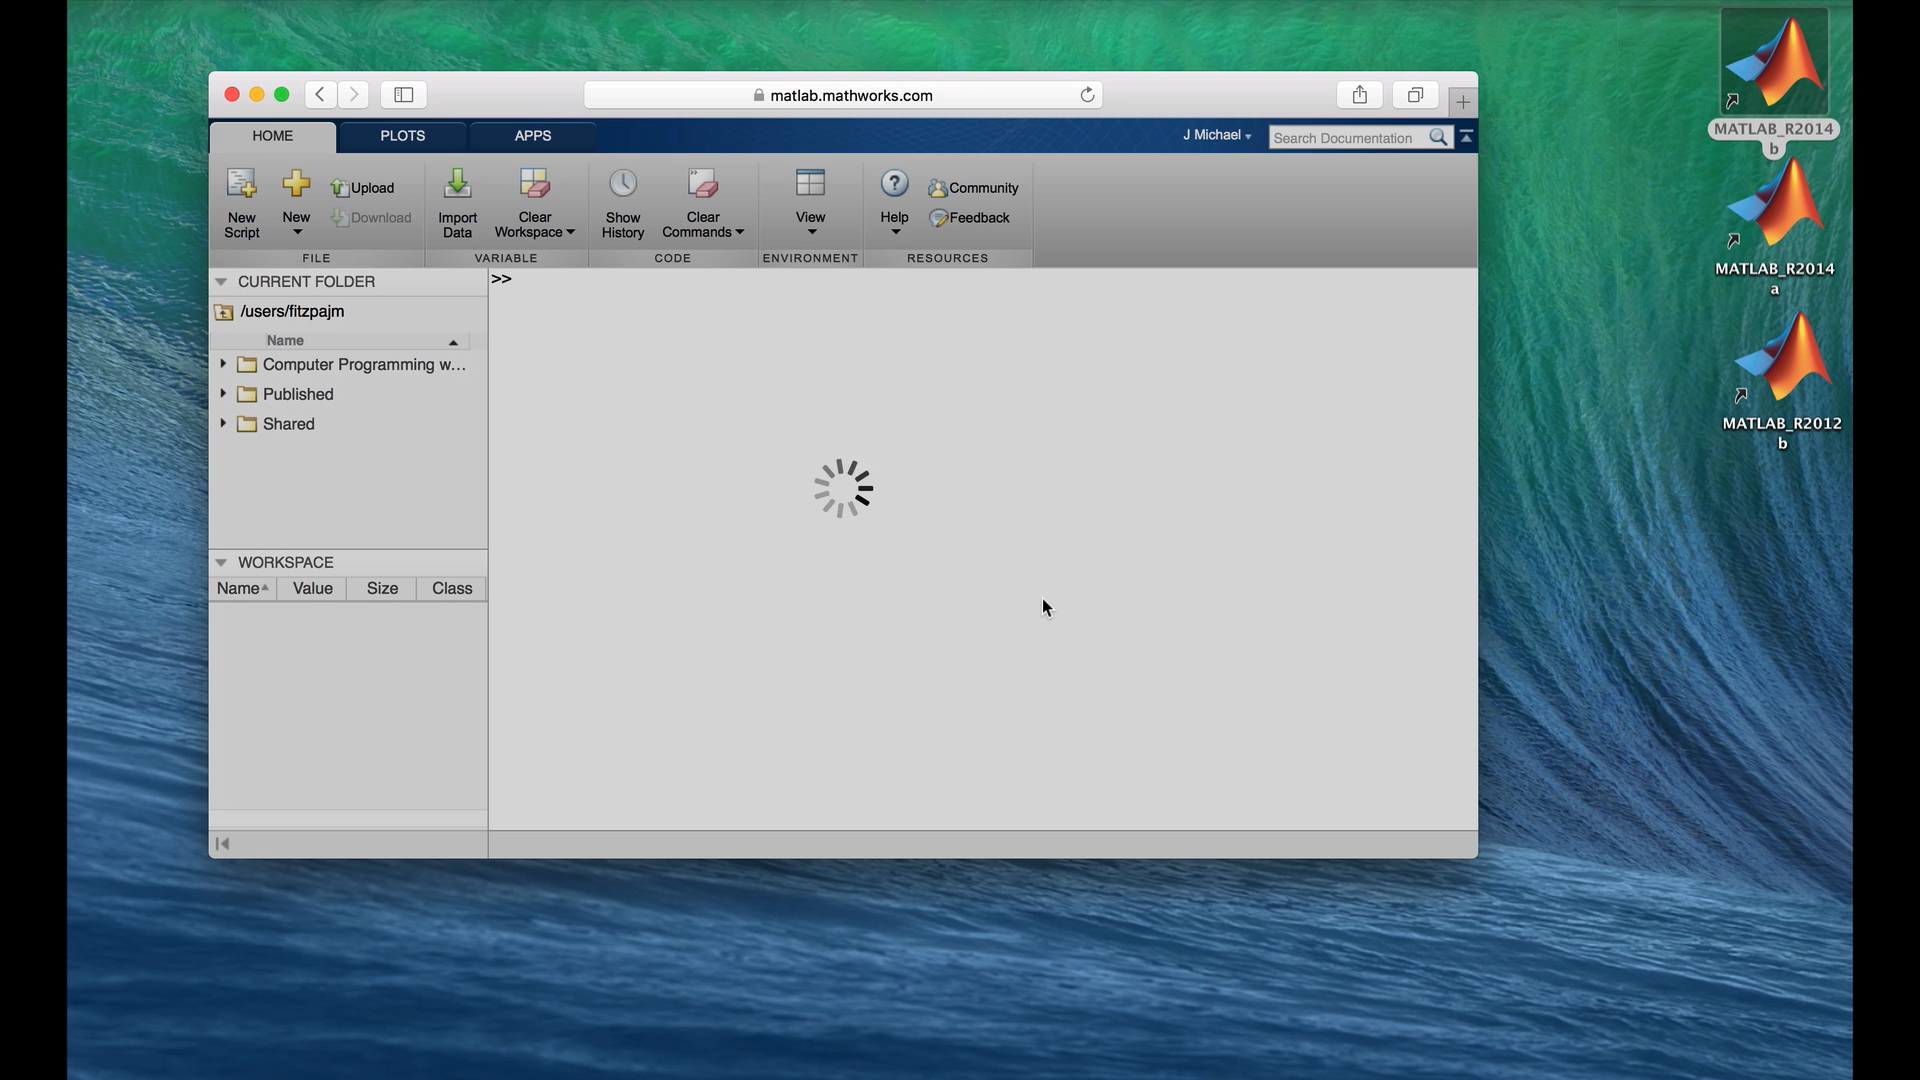 matlab.mathworks.com
HOME
PLOTS
APPS
J Michael
Search Documentation
New
Script
New
Upload
Download
Import
Data
Clear
Workspace
Show
History
Clear
Commands
View
Help
Community
Feedback
FILE
VARIABLE
CODE
ENVIRONMENT
RESOURCES
CURRENT FOLDER
/users/fitzpajm
Name
Computer Programming w...
Published
Shared
>>
WORKSPACE
Name
Value
Size
Class
MATLAB_R2014
b
MATLAB_R2014
a
MATLAB_R2012
b